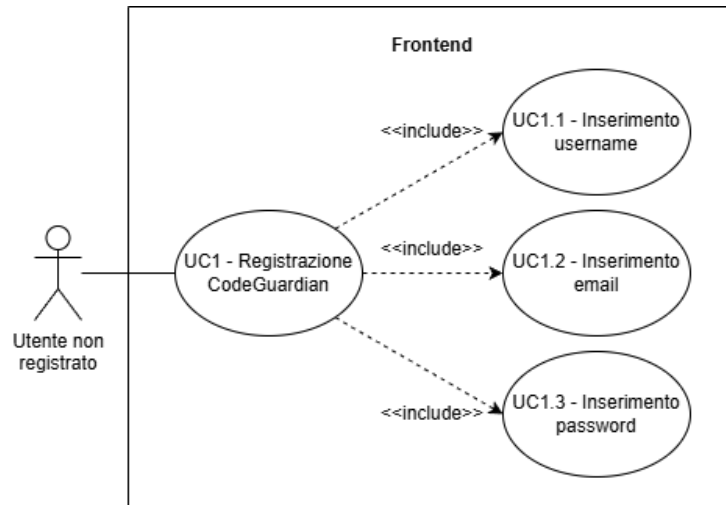 Frontend
<<include>>
UC1.1 - Inserimento
username
UC1 - Registrazione
CodeGuardian
<<include>>
UC1.2 - Inserimento
email
Utente non
registrato
<<include>>
UC1.3 - Inserimento
password